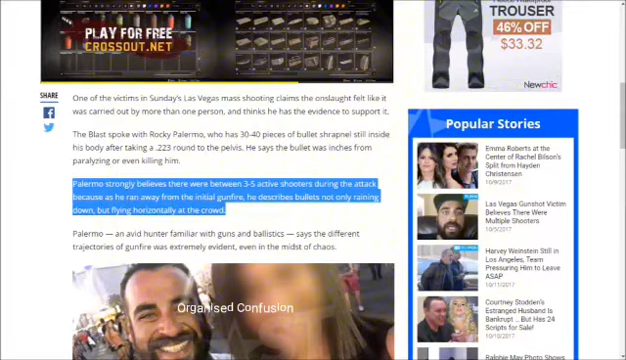 PLAY FOR FREE
CROSSOUT.NET
TROUSER
46% OFF
$33.32
Newchic
SHARE
One of the victims in Sunday's Las Vegas mass shooting claims the onslaught felt like it
was carried out by more than one person, and thinks he has the evidence to support it.
The Blast spoke with Rocky Palermo, who has 30-40 pieces of bullet shrapnel still inside
his body after taking a .223 round to the pelvis. He says the bullet was inches from
paralyzing or even killing him.
Palermo strongly believes there were between 3-5 active shooters during the attack
because as he ran away from the initial gunfire, he describes bullets not only raining
down, but flying horizontally at the crowd.
Palermo — an avid hunter familiar with guns and ballistics — says the different
trajectories of gunfire was extremely evident, even in the midst of chaos.
Organised Confusion
Popular Stories
Emma Roberts at the
Center of Rachel Bilson's
Split from Hayden
Christensen
10/9/2017
Las Vegas Gunshot Victim
Believes There Were
Multiple Shooters
10/5/2017
Harvey Weinstein Still in
Los Angeles, Team
Pressuring Him to Leave
ASAP
10/11/2017
Courtney Stodden's
Estranged Husband Is
Bankrupt ... But Has 24
Scripts for Sale!
10/10/2017
Ralphie May Photo Shows